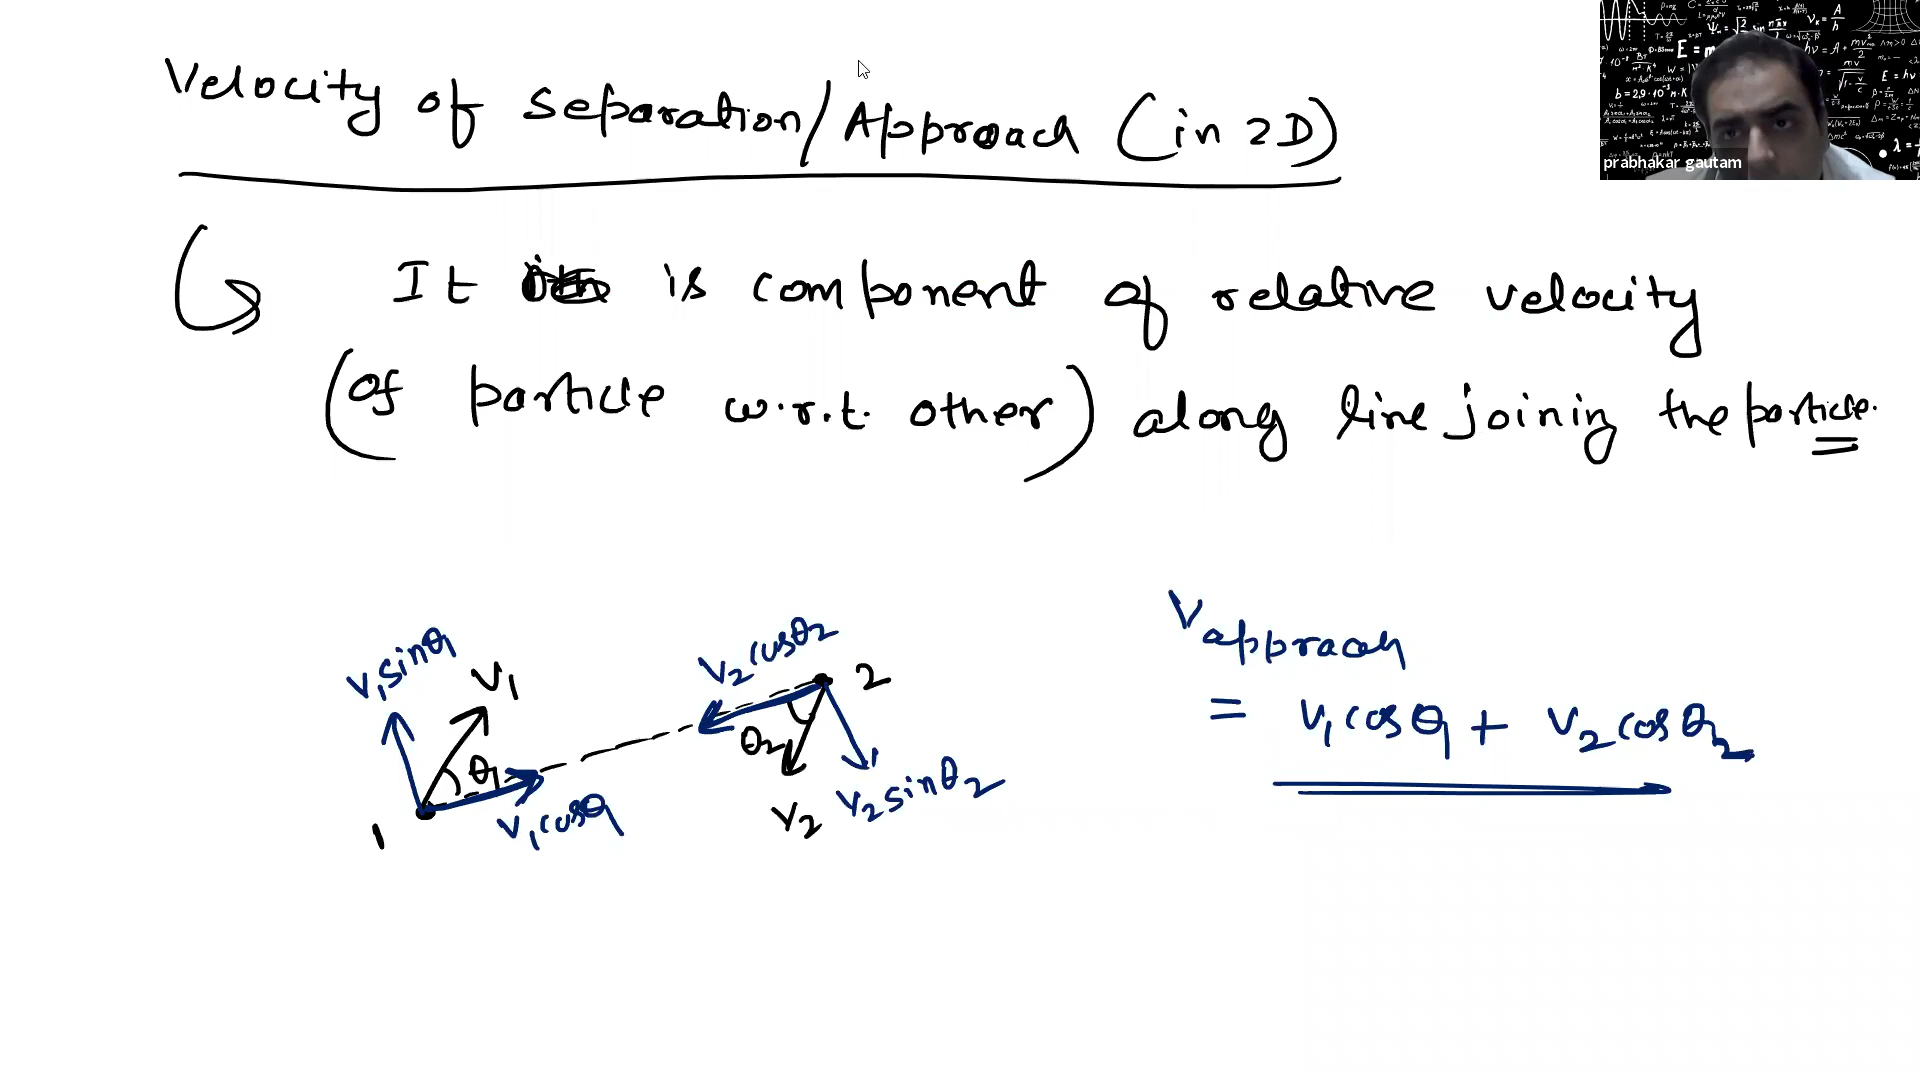 Velocity of Separation/Approach (in 2D)
It is component of relative velocity
(of particle w.r.t. other) along line joining the particle.
V1sinθ1
V1
θ1
V1cosθ1
1
V2cosθ2
2
θ2
V2
V2sinθ2
Vapproach
= V1cosθ1 + V2cosθ2
prabhakar gautam